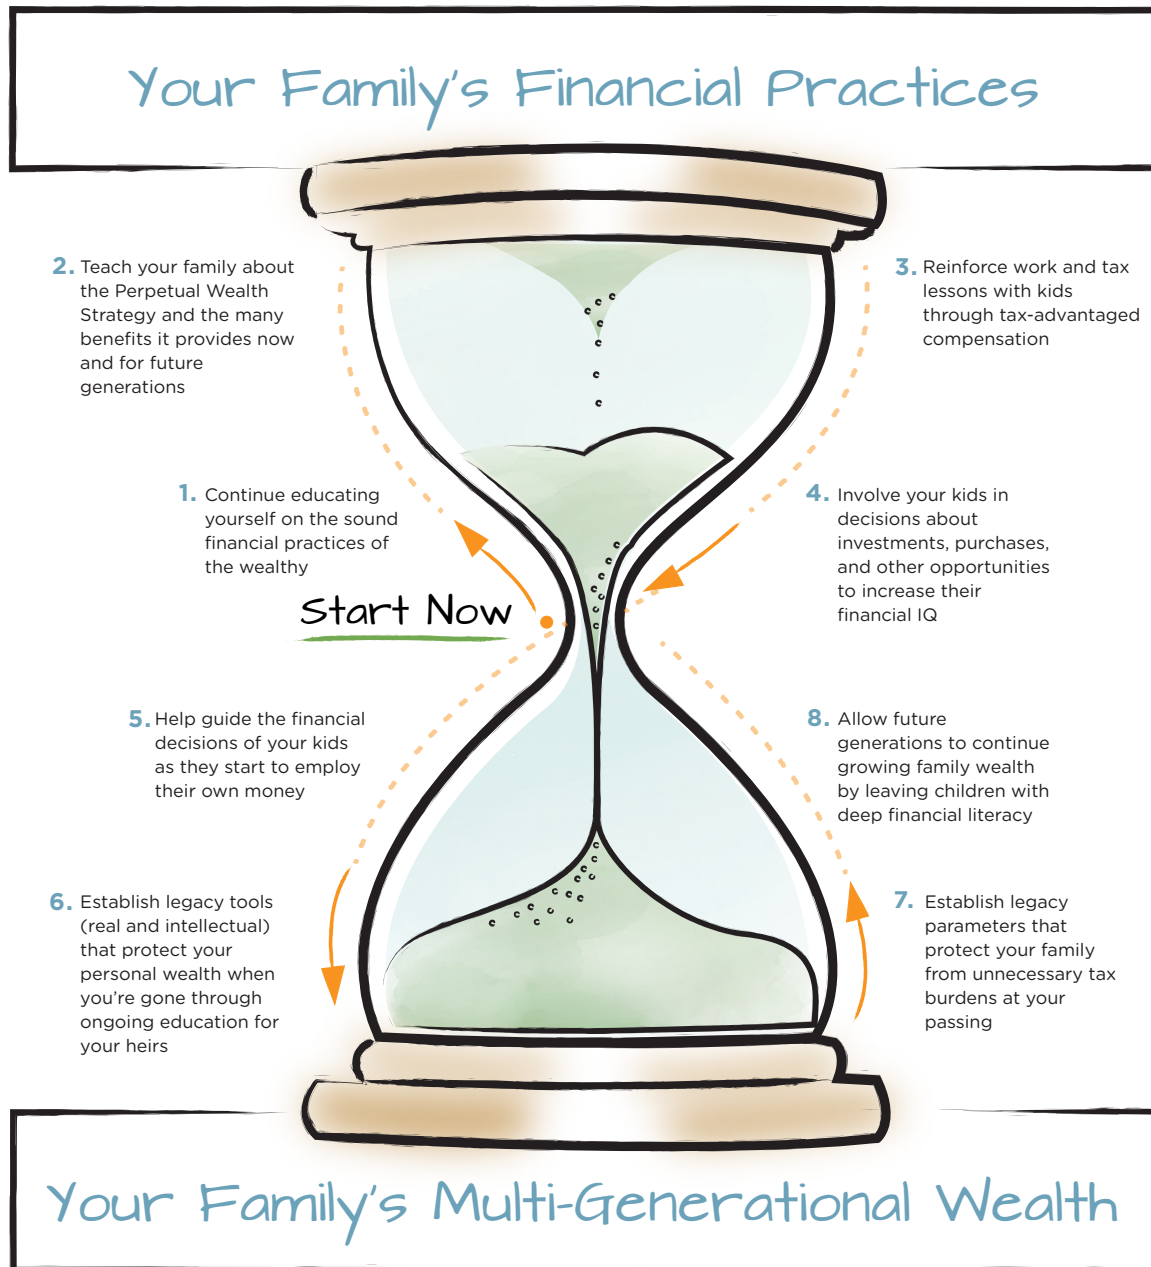 Your Family's Financial Practices
2. Teach your family about
the Perpetual Wealth
Strategy and the many
benefits it provides now
and for future
generations
3. Reinforce work and tax
lessons with kids
through tax-advantaged
compensation
1. Continue educating
yourself on the sound
financial practices of
the wealthy
4. Involve your kids in
decisions about
investments, purchases,
and other opportunities
to increase their
financial IQ
Start Now
5. Help guide the financial
decisions of your kids
as they start to employ
their own money
8. Allow future
generations to continue
growing family wealth
by leaving children with
deep financial literacy
6. Establish legacy tools
(real and intellectual)
that protect your
personal wealth when
you’re gone through
ongoing education for
your heirs
7. Establish legacy
parameters that
protect your family
from unnecessary tax
burdens at your
passing
Your Family's Multi-Generational Wealth